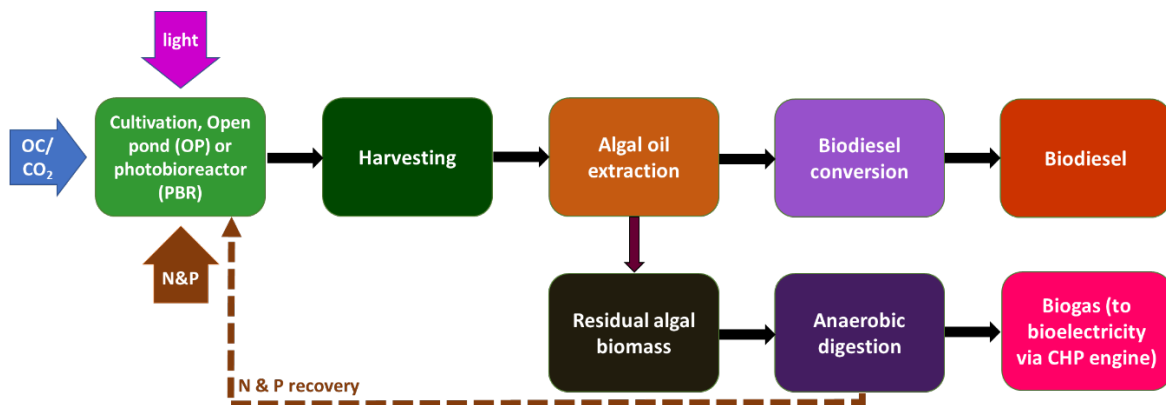 light
OC/
CO₂
Cultivation, Open
pond (OP) or
photobioreactor
(PBR)
Harvesting
Algal oil
extraction
Biodiesel
conversion
Biodiesel
N&P
Residual algal
biomass
Anaerobic
digestion
Biogas (to
bioelectricity
via CHP engine)
N & P recovery